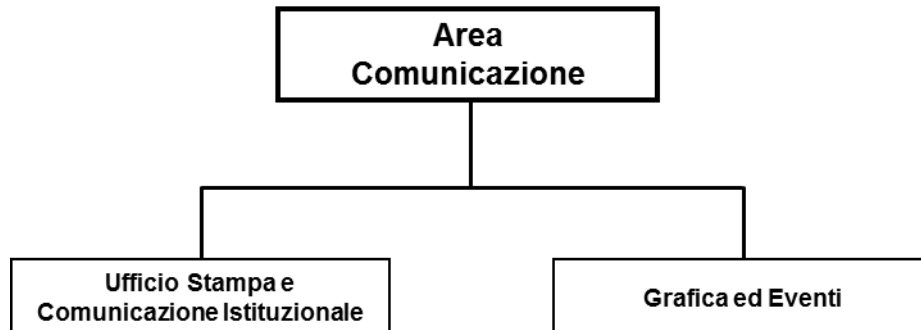 Area
Comunicazione
Ufficio Stampa e
Comunicazione Istituzionale
Grafica ed Eventi